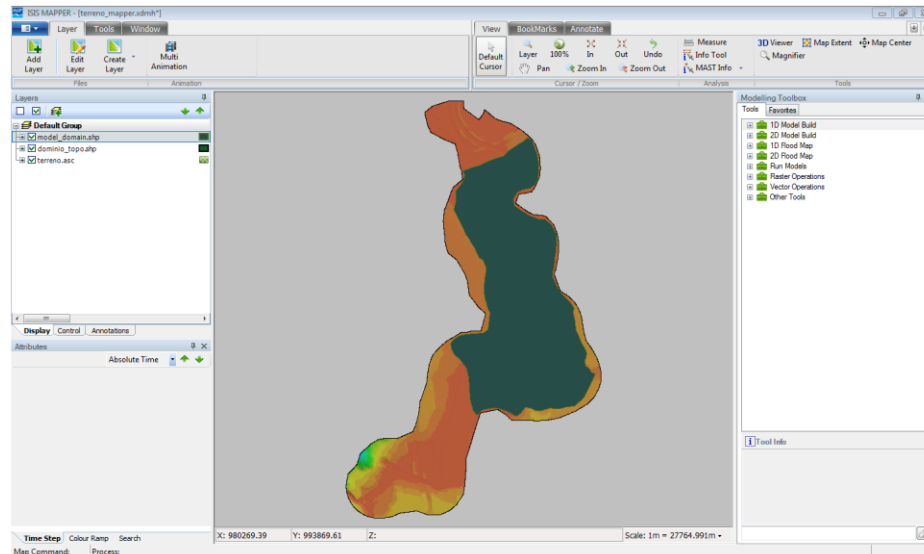 ISIS MAPPER - [terreno_mapper.xdmh*]
Layer Tools Window
View BookMarks Annotate
Add Layer
Edit Layer
Create Layer
Multi Animation
Files
Animation
Default Cursor
Layer 100% In Out Undo
Pan Zoom In Zoom Out
Cursor / Zoom
Measure
Info Tool
MAST Info
Analysis
3D Viewer Map Extent Map Center
Magnifier
Tools
Layers
Default Group
model_domain.shp
dominio_topo.shp
terreno.asc
Display Control Annotations
Attributes
Absolute Time
Time Step Colour Ramp Search
Map Command: Process:
X: 980269.39 Y: 993869.61 Z: Scale: 1m = 27764.991m
Modelling Toolbox
Tools Favorites
1D Model Build
2D Model Build
1D Flood Map
2D Flood Map
Run Models
Raster Operations
Vector Operations
Other Tools
Tool Info